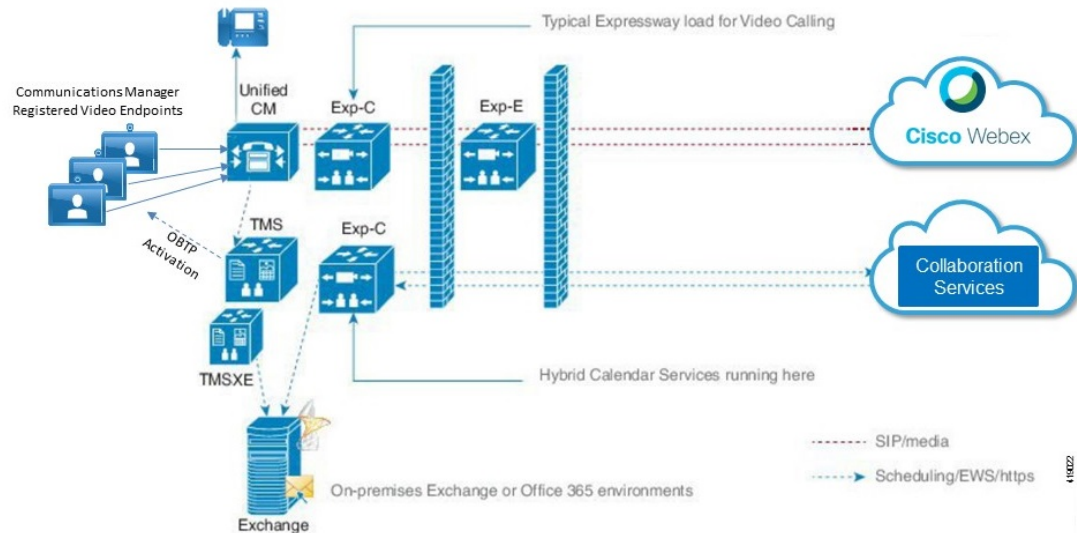 Typical Expressway load for Video Calling
Communications Manager
Registered Video Endpoints
Unified
CM
Exp-C
Exp-E
Cisco Webex
OBTP
Activation
TMS
Exp-C
Collaboration
Services
TMSXE
Hybrid Calendar Services running here
SIP/media
Scheduling/EWS/https
On-premises Exchange or Office 365 environments
Exchange
419022